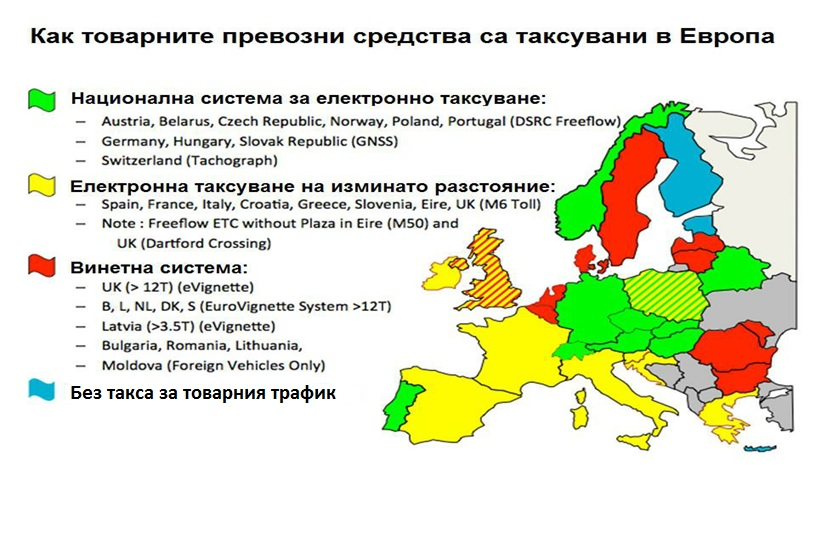 Как товарните превозни средства са таксувани в Европа
Национална система за електронно таксуване:
– Austria, Belarus, Czech Republic, Norway, Poland, Portugal (DSRC Freeflow)
– Germany, Hungary, Slovak Republic (GNSS)
– Switzerland (Tachograph)
Електронна таксуване на изминато разстояние:
– Spain, France, Italy, Croatia, Greece, Slovenia, Eire, UK (M6 Toll)
– Note : Freeflow ETC without Plaza in Eire (M50) and
UK (Dartford Crossing)
Винетна система:
– UK (> 12T) (eVignette)
– B, L, NL, DK, S (EuroVignette System >12T)
– Latvia (>3.5T) (eVignette)
– Bulgaria, Romania, Lithuania,
– Moldova (Foreign Vehicles Only)
Без такса за товарния трафик